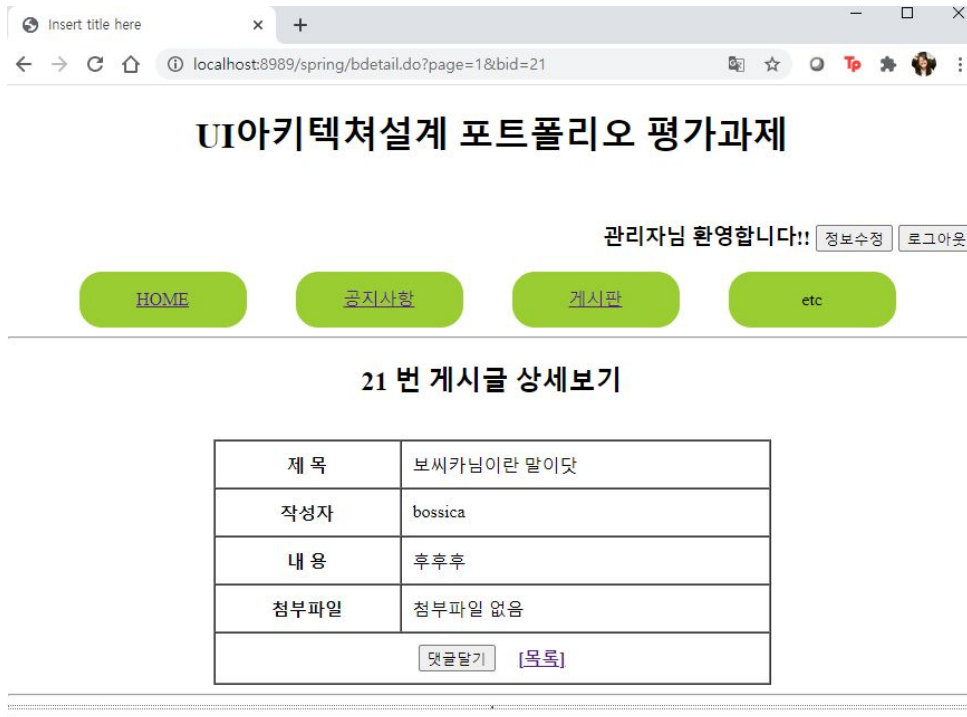 Insert title here
localhost:8989/spring/bdetail.do?page=1&bid=21
UI아키텍쳐설계 포트폴리오 평가과제
관리자님 환영합니다!! 정보수정 로그아웃
HOME 공지사항 게시판 etc
21 번 게시글 상세보기
제 목 보씨카님이란 말이닷
작성자 bossica
내 용 후후후
첨부파일 첨부파일 없음
댓글달기 [목록]